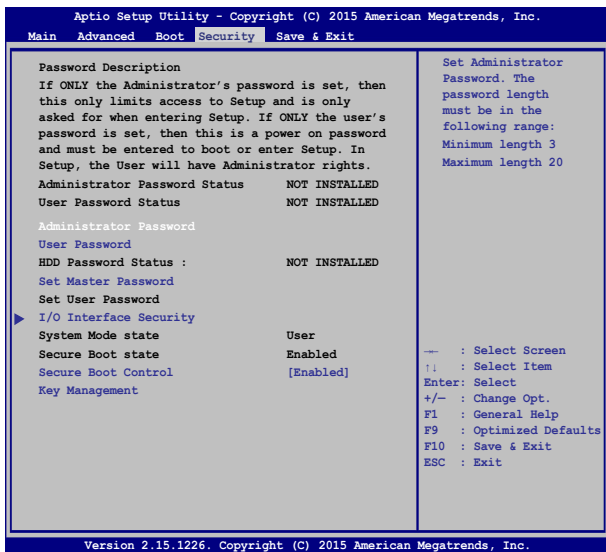 Aptio Setup Utility - Copyright (C) 2015 American Megatrends, Inc.
Main Advanced Boot Security Save & Exit
Password Description
If ONLY the Administrator's password is set, then
this only limits access to Setup and is only
asked for when entering Setup. If ONLY the user's
password is set, then this is a power on password
and must be entered to boot or enter Setup. In
Setup, the User will have Administrator rights.
Administrator Password Status NOT INSTALLED
User Password Status NOT INSTALLED
Administrator Password
User Password
HDD Password Status : NOT INSTALLED
Set Master Password
Set User Password
I/O Interface Security
System Mode state User
Secure Boot state Enabled
Secure Boot Control [Enabled]
Key Management
Set Administrator
Password. The
password length
must be in the
following range:
Minimum length 3
Maximum length 20
→← : Select Screen
↑↓ : Select Item
Enter: Select
+/— : Change Opt.
F1 : General Help
F9 : Optimized Defaults
F10 : Save & Exit
ESC : Exit
Version 2.15.1226. Copyright (C) 2015 American Megatrends, Inc.